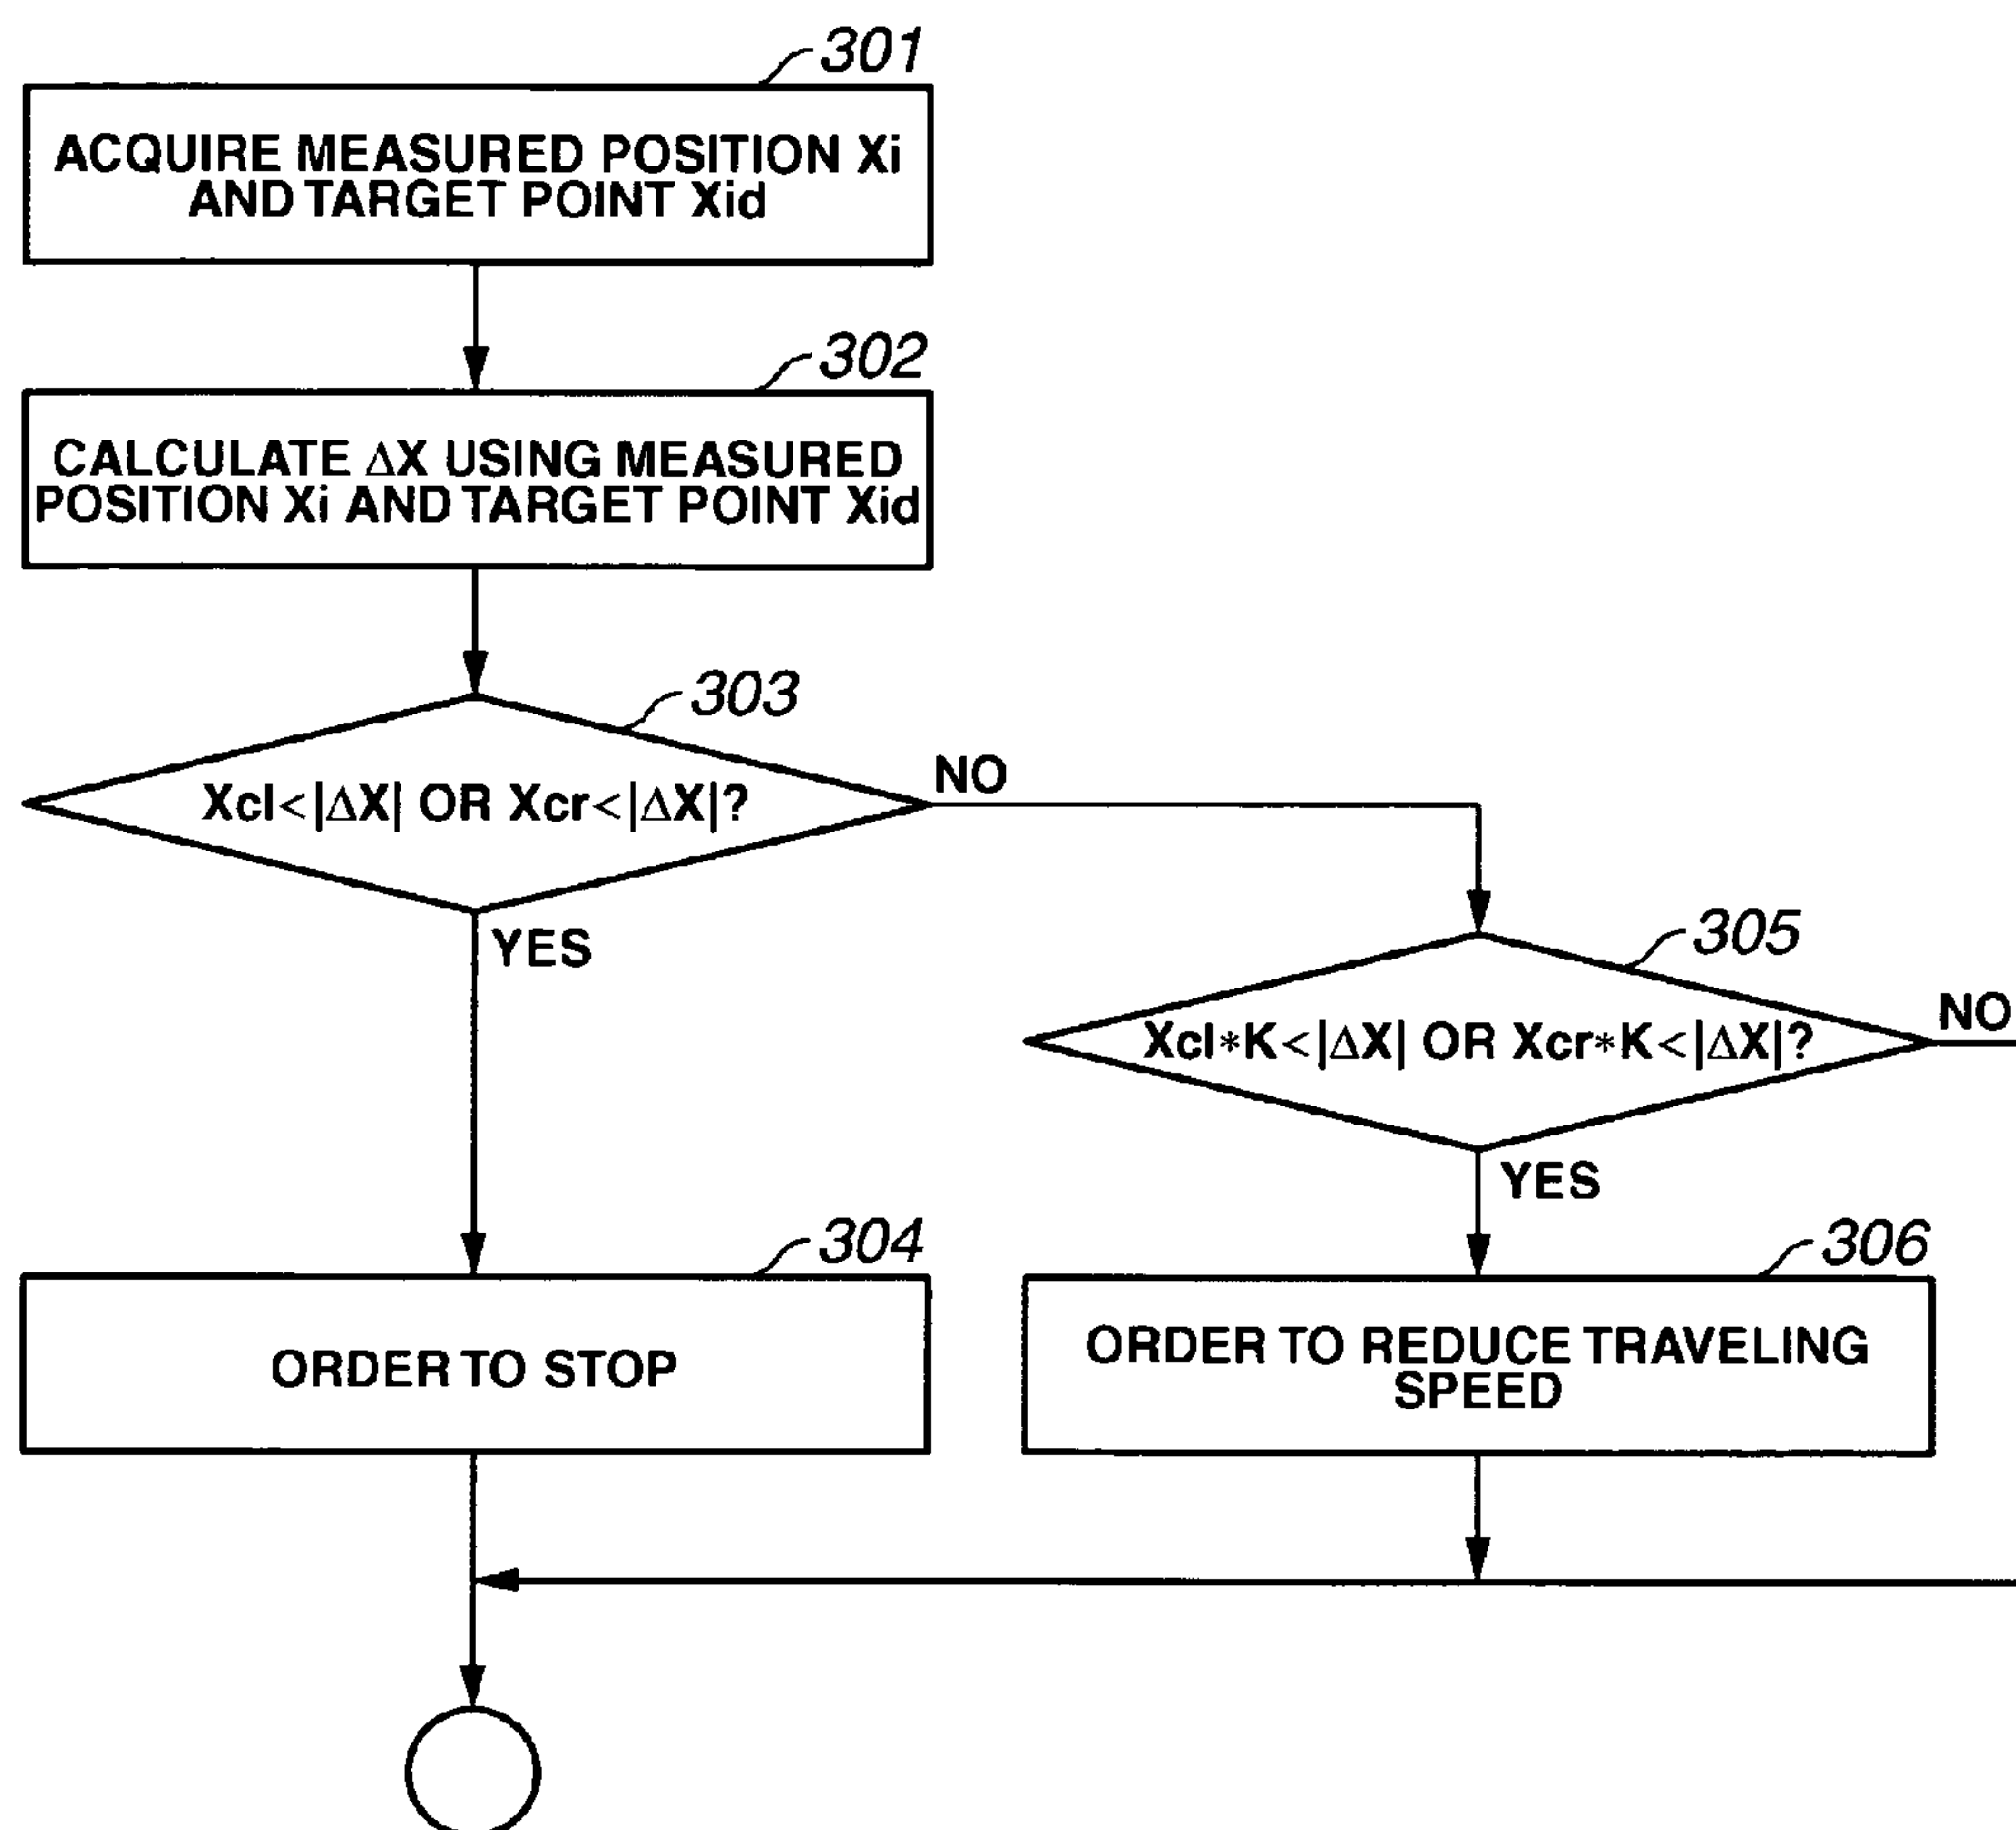 301
ACQUIRE MEASURED POSITION Xi
AND TARGET POINT Xid
302
CALCULATE ΔX USING MEASURED
POSITION Xi AND TARGET POINT Xid
303
Xcl<|ΔX| OR Xcr<|ΔX|?
NO
YES
305
Xcl*K<|ΔX| OR Xcr*K<|ΔX|?
NO
YES
304
ORDER TO STOP
306
ORDER TO REDUCE TRAVELING
SPEED